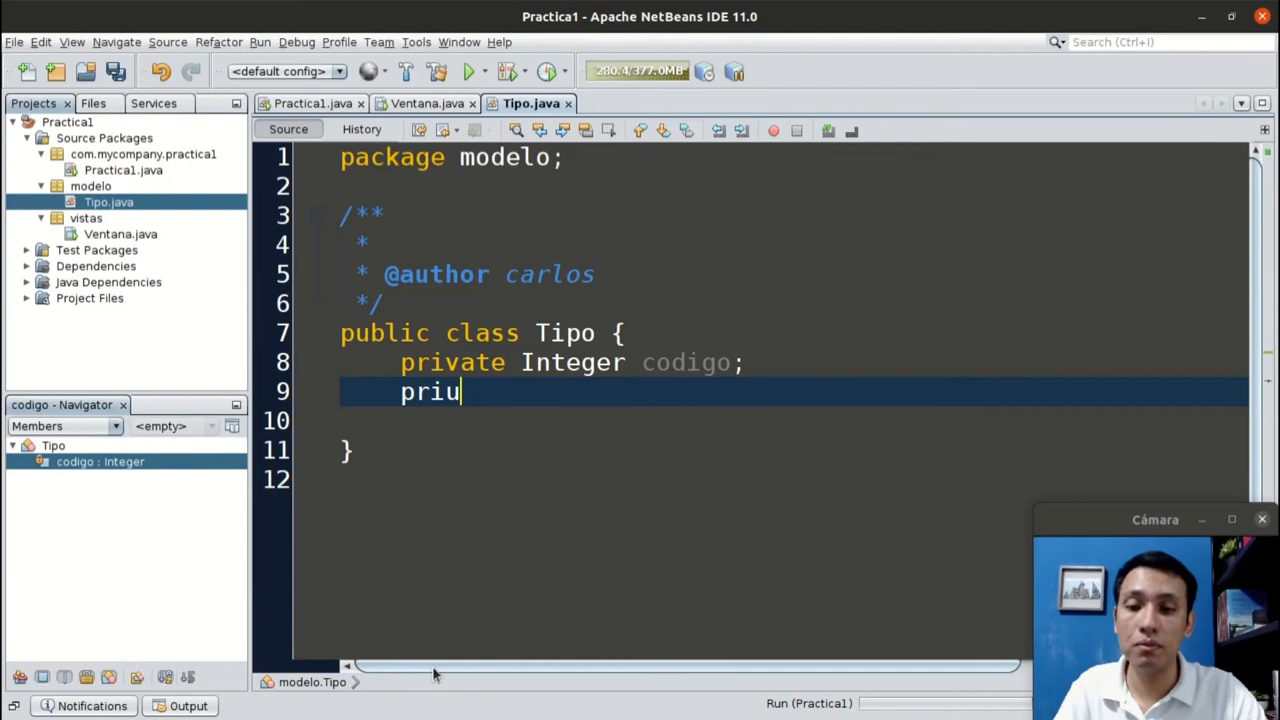 Practica1 - Apache NetBeans IDE 11.0
File Edit View Navigate Source Refactor Run Debug Profile Team Tools Window Help
Search (Ctrl+I)
<default config>
280.4/377.0MB
Projects Files Services
Practica1.java Ventana.java Tipo.java
Source History
Practica1
Source Packages
com.mycompany.practica1
Practica1.java
modelo
Tipo.java
vistas
Ventana.java
Test Packages
Dependencies
Java Dependencies
Project Files
codigo - Navigator
Members <empty>
Tipo
codigo : Integer
1 package modelo;
2
3 /**
4 *
5 * @author carlos
6 */
7 public class Tipo {
8 private Integer codigo;
9 priu
10
11 }
12
Cámara
modelo.Tipo
Notifications Output
Run (Practica1)